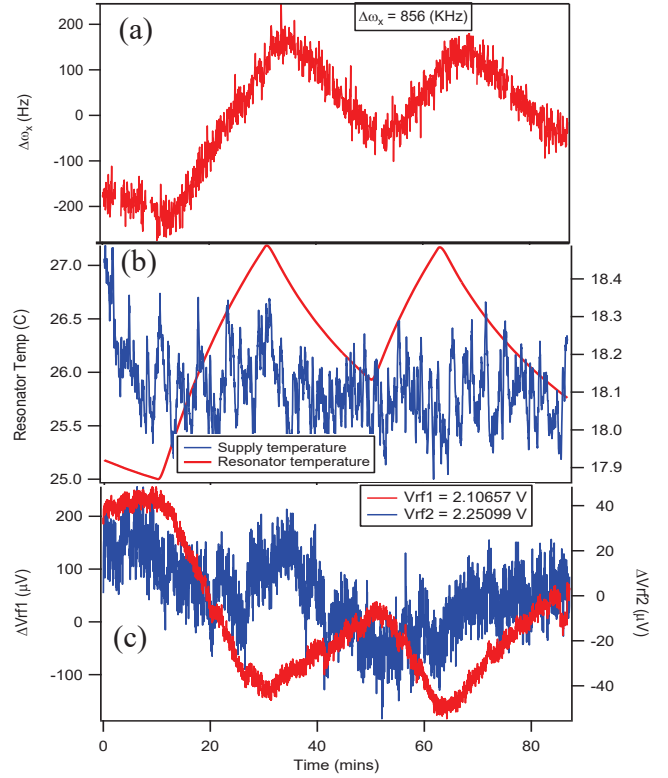 (a)
Δωx = 856 (KHz)
200
100
0
-100
-200
Δωx (Hz)
(b)
27.0
26.5
26.0
25.5
25.0
Resonator Temp (C)
18.4
18.3
18.2
18.1
18.0
17.9
Supply temperature
Resonator temperature
Vrf1 = 2.10657 V
Vrf2 = 2.25099 V
200
100
0
-100
ΔVrf1 (µV)
40
20
0
-20
-40
ΔVrf2 (µV)
(c)
0
20
40
60
80
Time (mins)